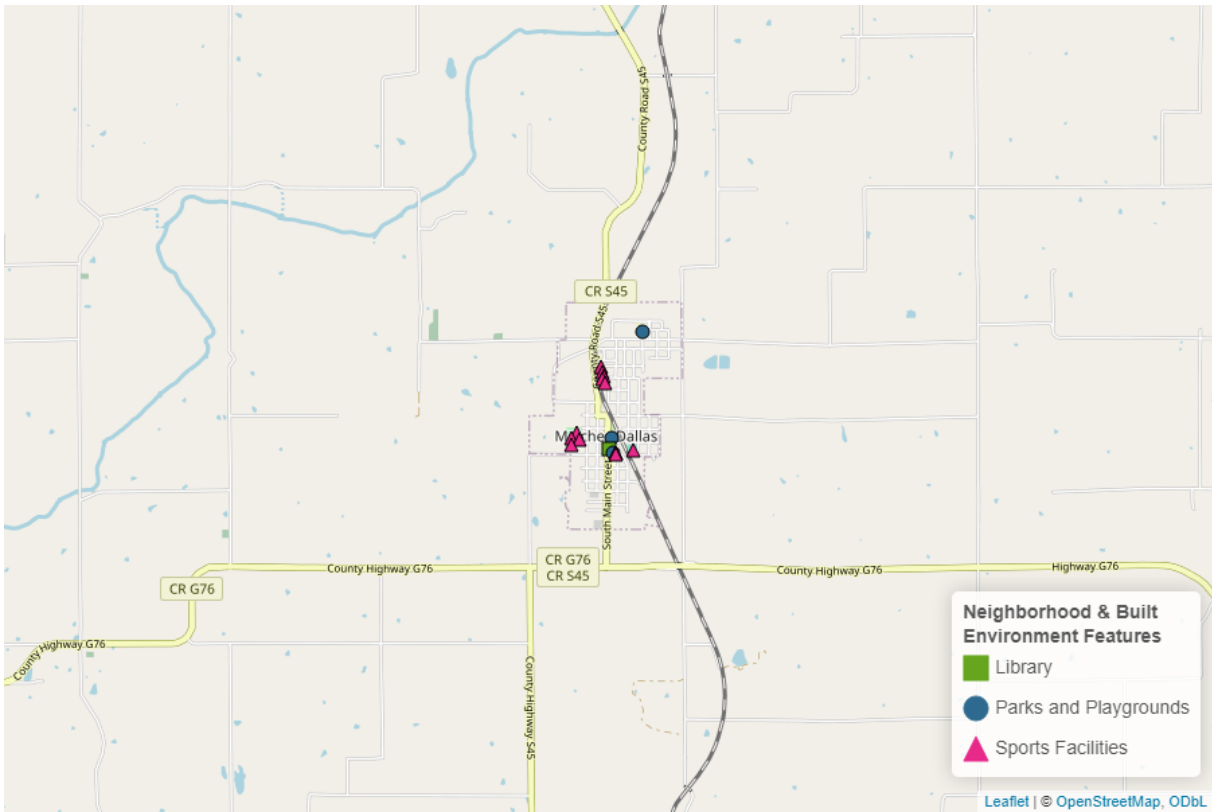 County Road S45
CR S45
County Road S45
Melcher-Dallas
South Main Street
CR G76
CR S45
County Highway G76
County Highway G76
Highway G76
CR G76
County Highway G76
County Highway S45
Neighborhood & Built
Environment Features
Library
Parks and Playgrounds
Sports Facilities
Leaflet | © OpenStreetMap, ODbL